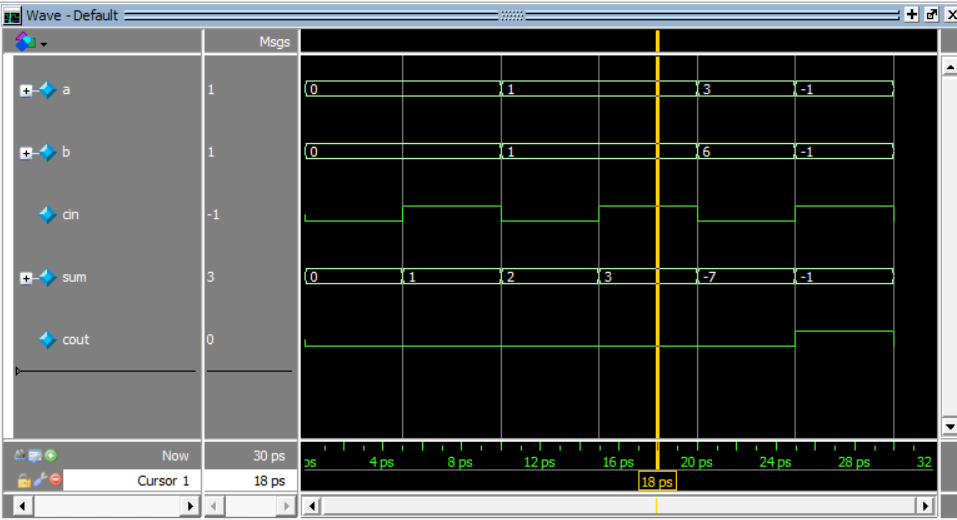 Wave - Default
Msgs
a 1 0 1 3 -1
b 1 0 1 6 -1
cin -1
sum 3 0 1 2 3 -7 -1
cout 0
Now 30 ps ps 4 ps 8 ps 12 ps 16 ps 20 ps 24 ps 28 ps 32
Cursor 1 18 ps 18 ps